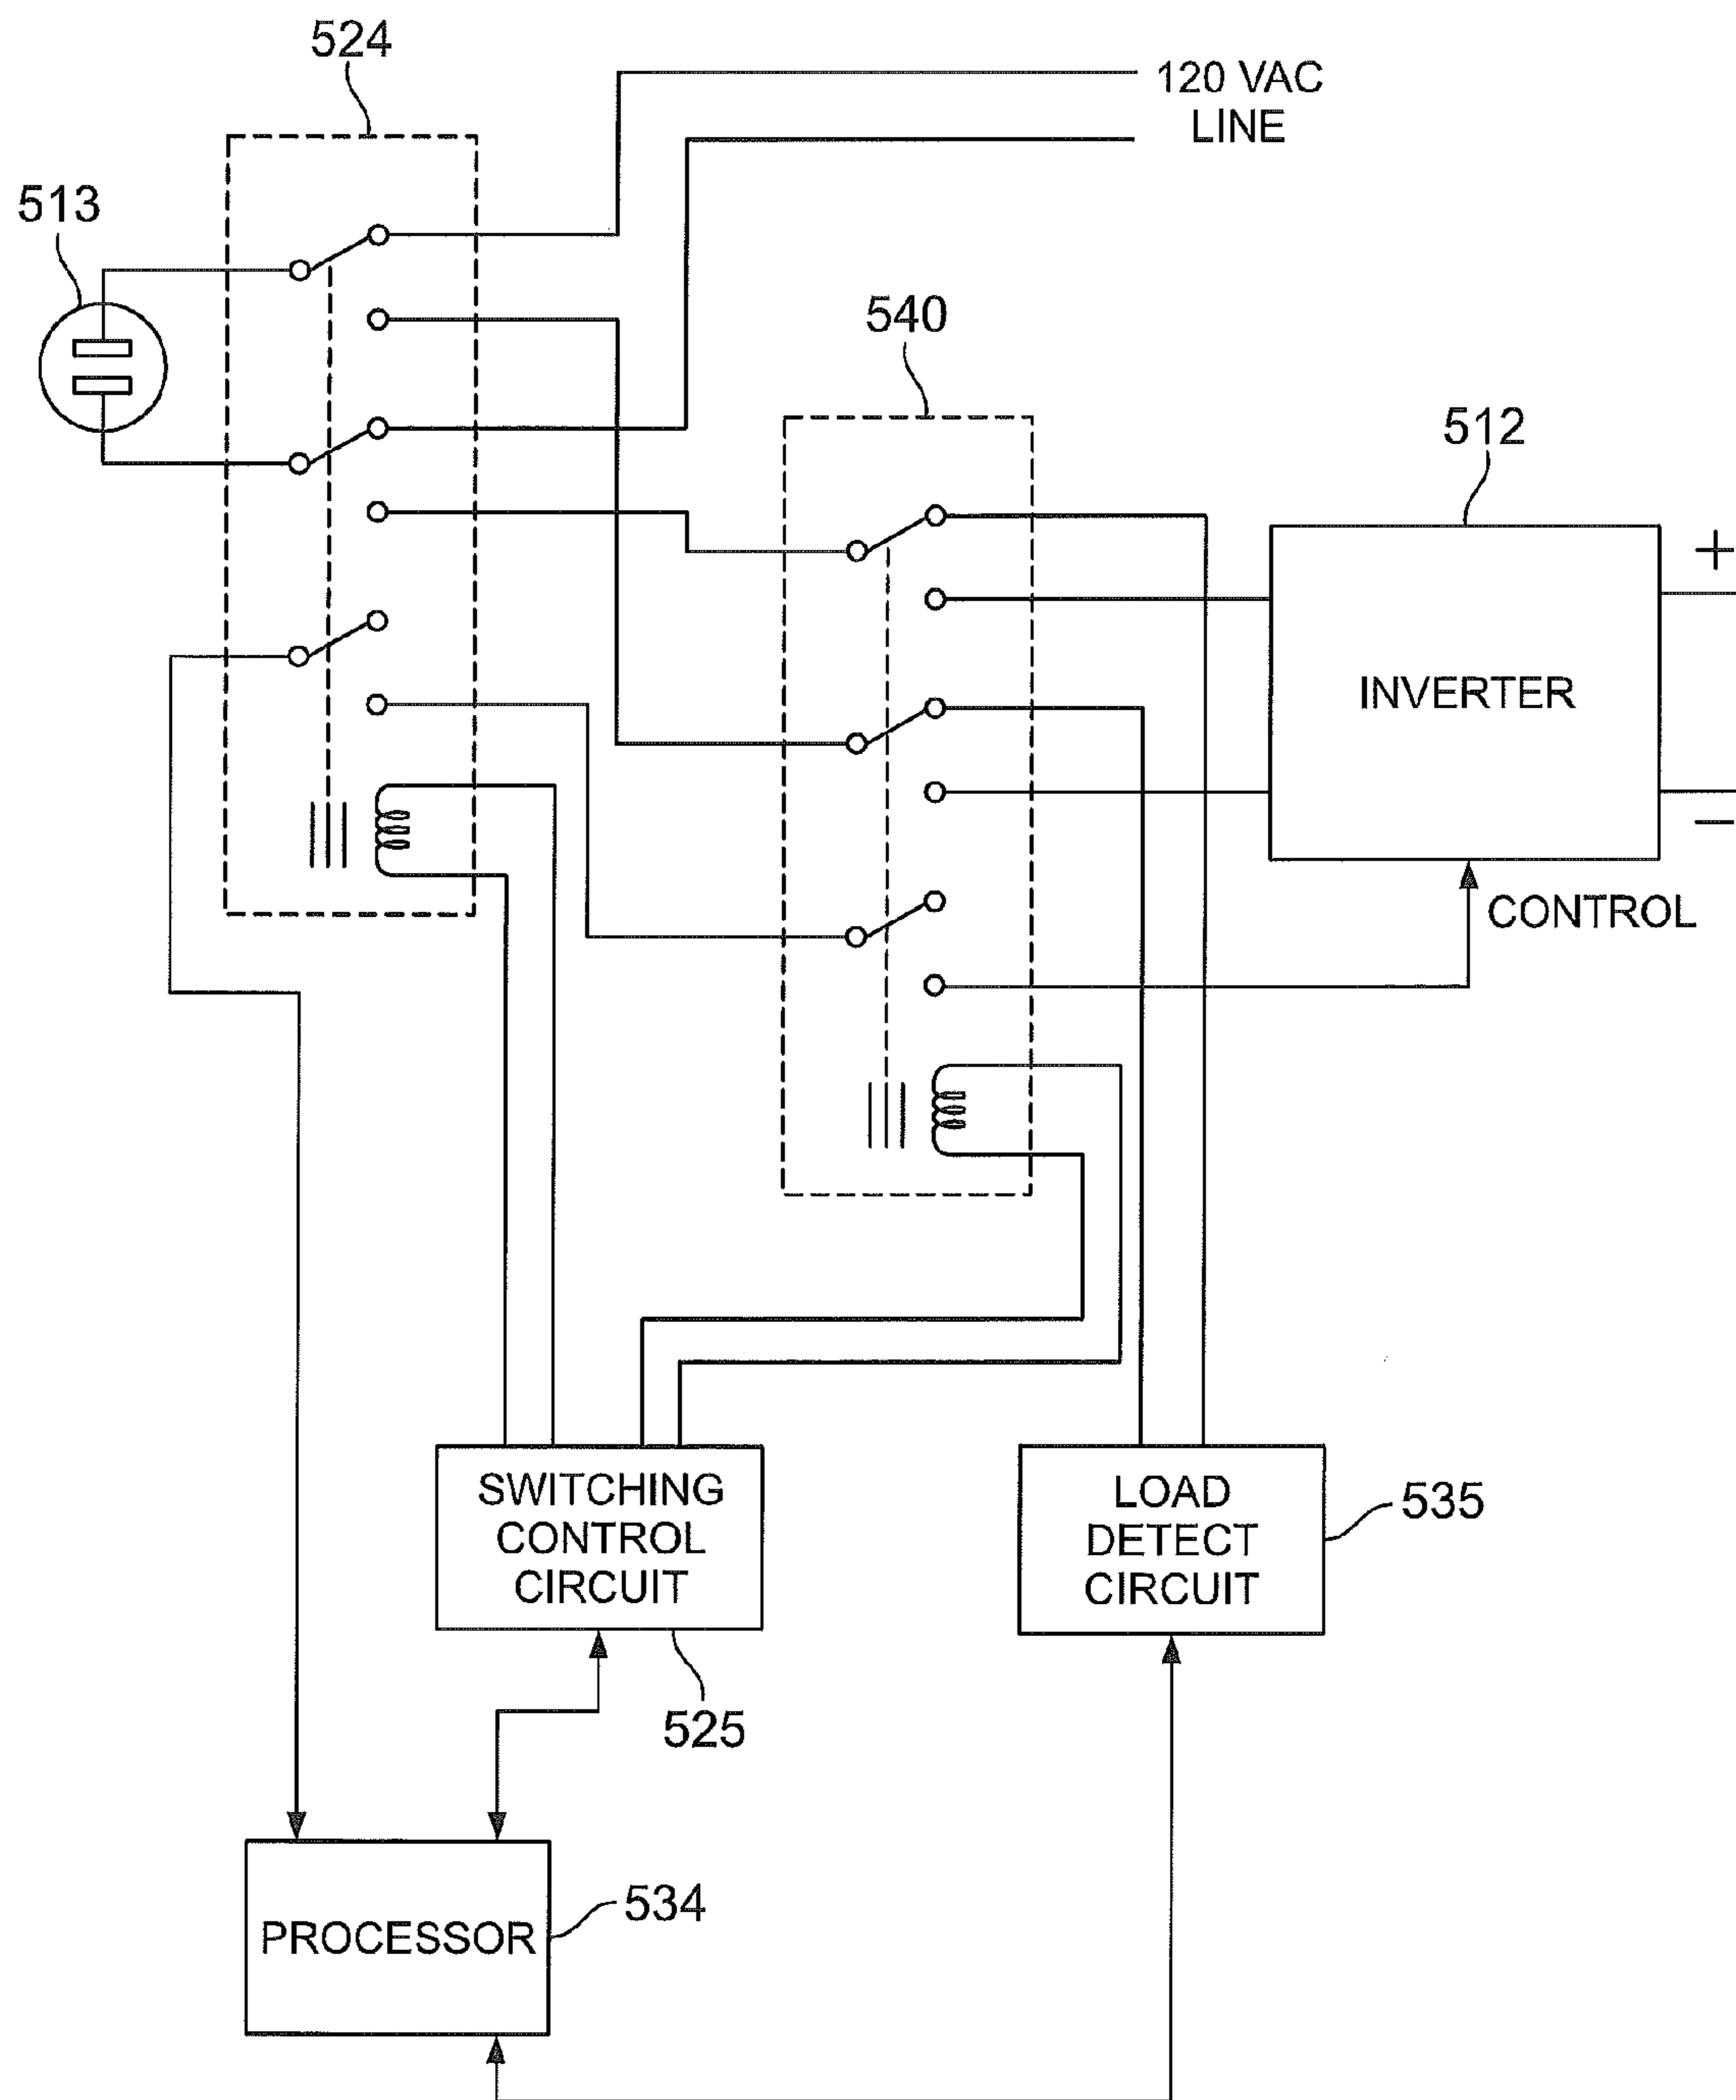 524
120 VAC
LINE
513
540
512
+
INVERTER
−
CONTROL
SWITCHING
CONTROL
CIRCUIT
LOAD
DETECT
CIRCUIT
535
525
PROCESSOR
534